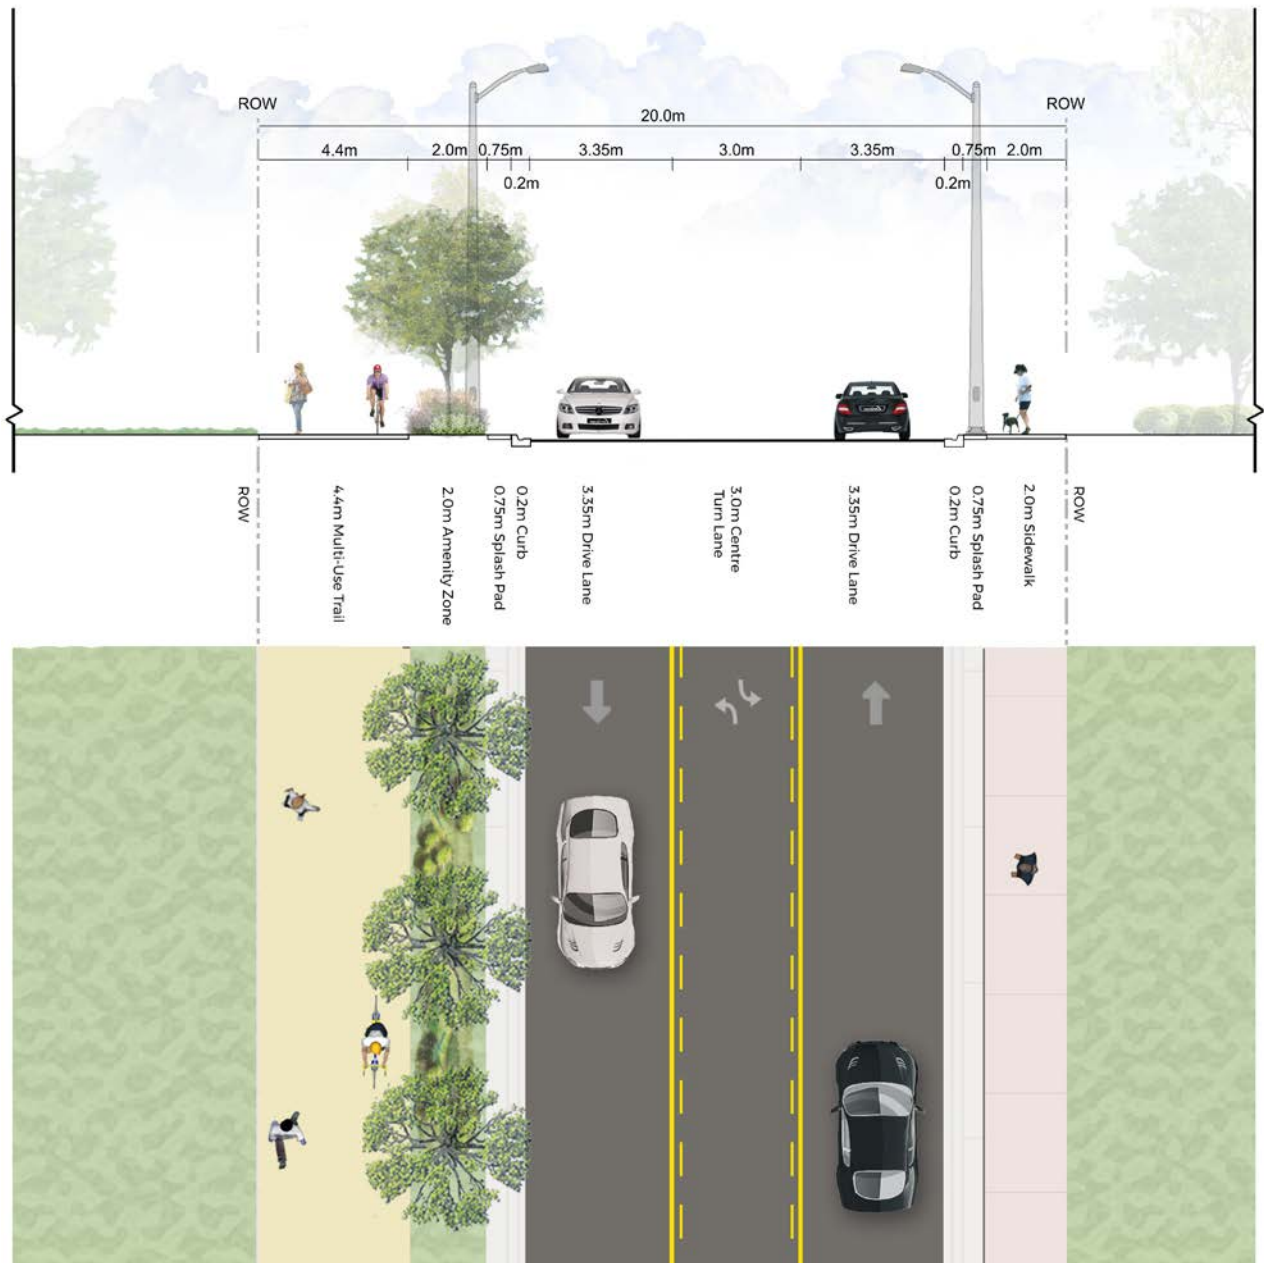 ROW
ROW
20.0m
4.4m
2.0m
0.75m
3.35m
3.0m
3.35m
0.75m
2.0m
0.2m
0.2m
ROW
4.4m Multi-Use Trail
2.0m Amenity Zone
0.75m Splash Pad
0.2m Curb
3.35m Drive Lane
3.0m Centre
Turn Lane
3.35m Drive Lane
0.2m Curb
0.75m Splash Pad
2.0m Sidewalk
ROW